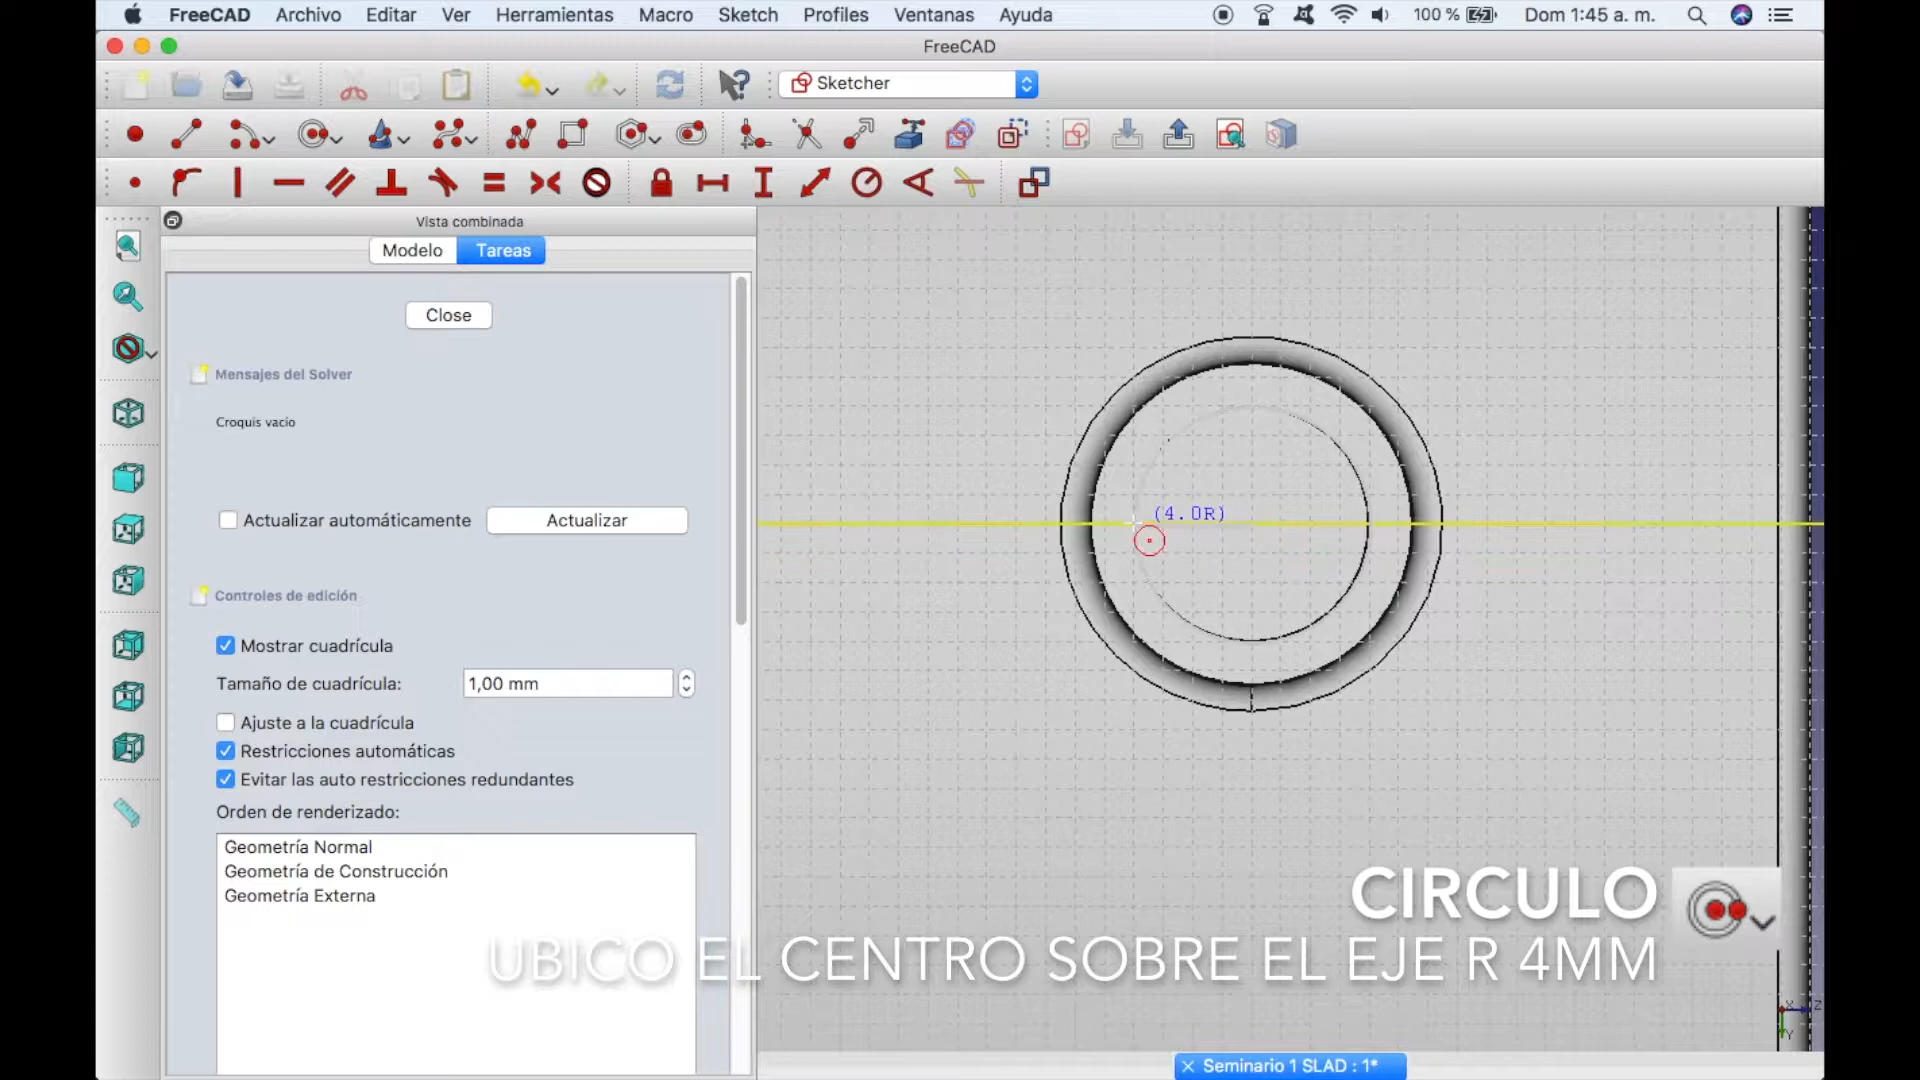 FreeCAD Archivo Editar Ver Herramientas Macro Sketch Profiles Ventanas Ayuda 100 % Dom 1:45 a. m.
FreeCAD
Sketcher
Vista combinada
Modelo Tareas
Close
Mensajes del Solver
Croquis vacio
Actualizar automáticamente Actualizar
Controles de edición
Mostrar cuadrícula
Tamaño de cuadrícula: 1,00 mm
Ajuste a la cuadrícula
Restricciones automáticas
Evitar las auto restricciones redundantes
Orden de renderizado:
Geometría Normal
Geometría de Construcción
Geometría Externa
(4.0R)
CIRCULO
UBICO EL CENTRO SOBRE EL EJE R 4MM
X Z
Y
Seminario 1 SLAD : 1*